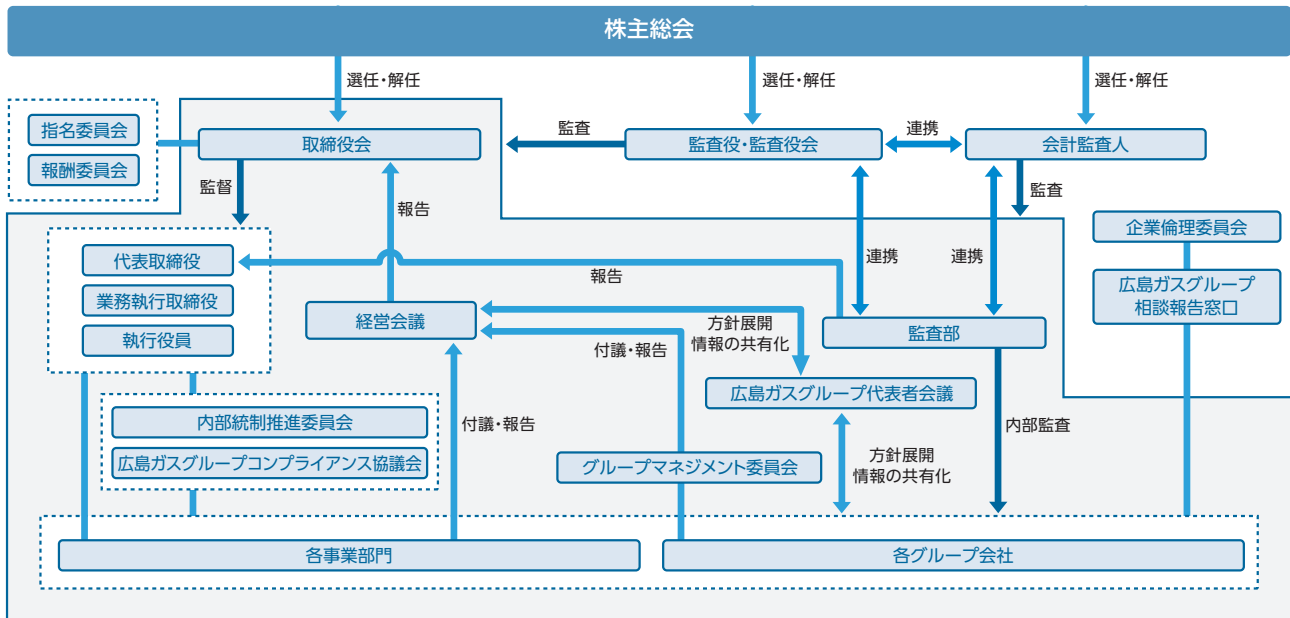 株主総会
選任・解任
選任・解任
選任・解任
指名委員会
報酬委員会
取締役会
監査
監査役・監査役会
連携
会計監査人
監督
報告
監査
連携
連携
企業倫理委員会
代表取締役
業務執行取締役
執行役員
報告
広島ガスグループ
相談報告窓口
経営会議
方針展開
情報の共有化
付議・報告
監査部
広島ガスグループ代表者会議
内部統制推進委員会
付議・報告
内部監査
広島ガスグループコンプライアンス協議会
グループマネジメント委員会
方針展開
情報の共有化
各事業部門
各グループ会社